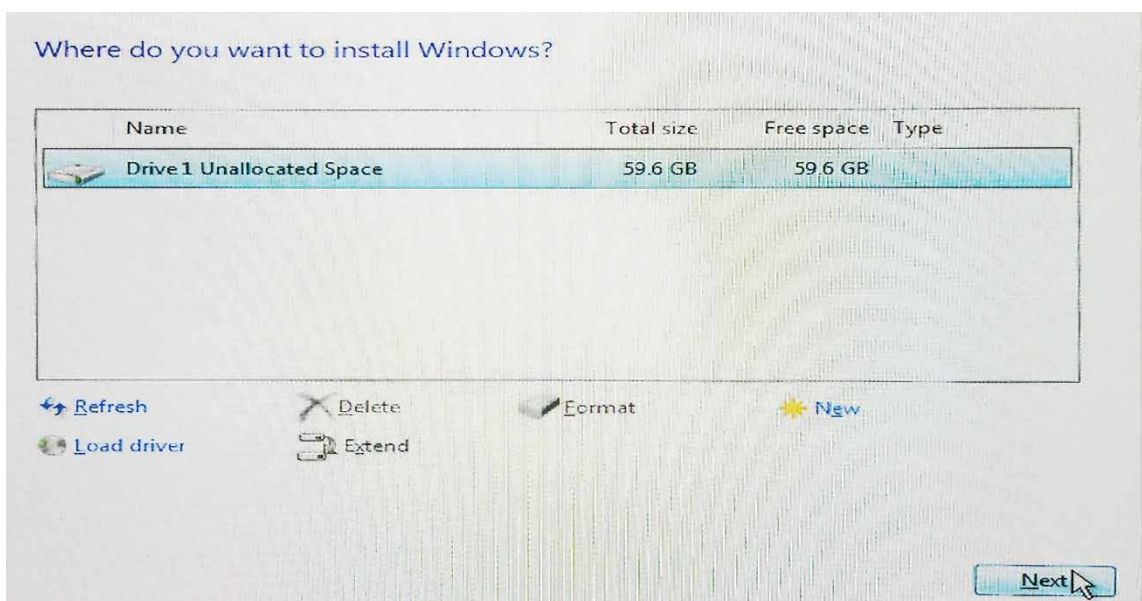 Where do you want to install Windows?
Name Total size Free space Type
Drive 1 Unallocated Space 59.6 GB 59.6 GB
Refresh Delete Format New
Load driver Extend
Next